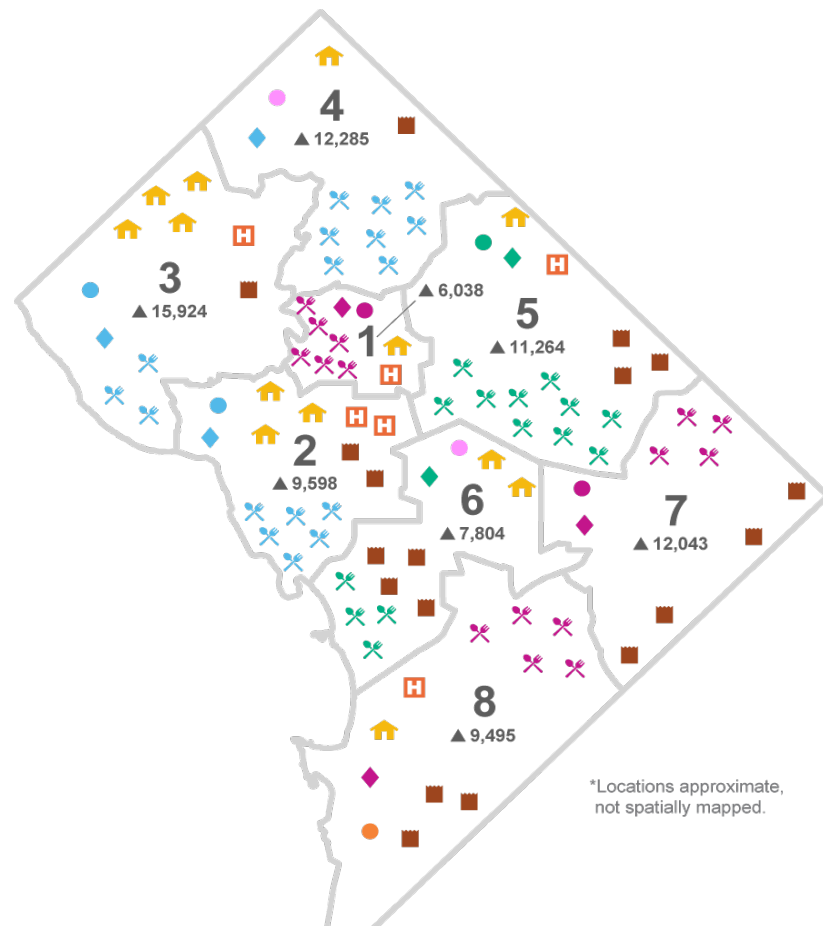 4
▲ 12,285
H
3
▲ 15,924
▲ 6,038
1
H
H
5
▲ 11,264
H H
2
▲ 9,598
6
▲ 7,804
7
▲ 12,043
H
8
▲ 9,495
*Locations approximate,
not spatially mapped.